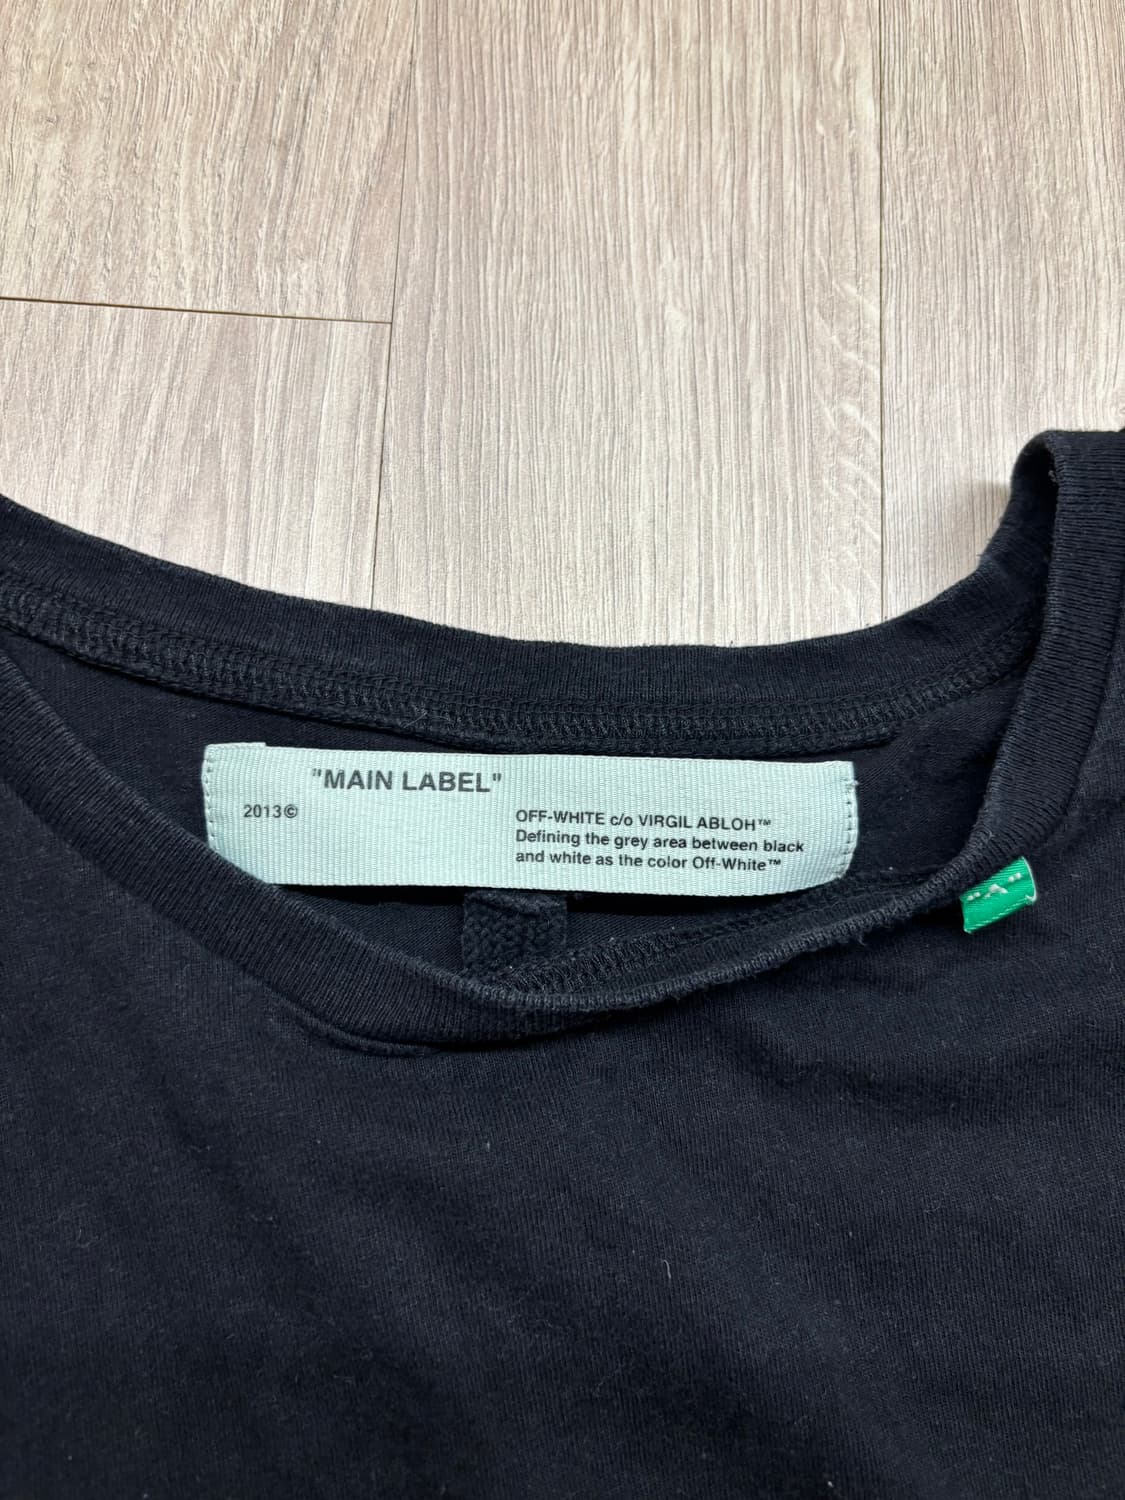 "MAIN LABEL"
2013©
OFF-WHITE c/o VIRGIL ABLOH™
Defining the grey area between black
and white as the color Off-White™
"A"